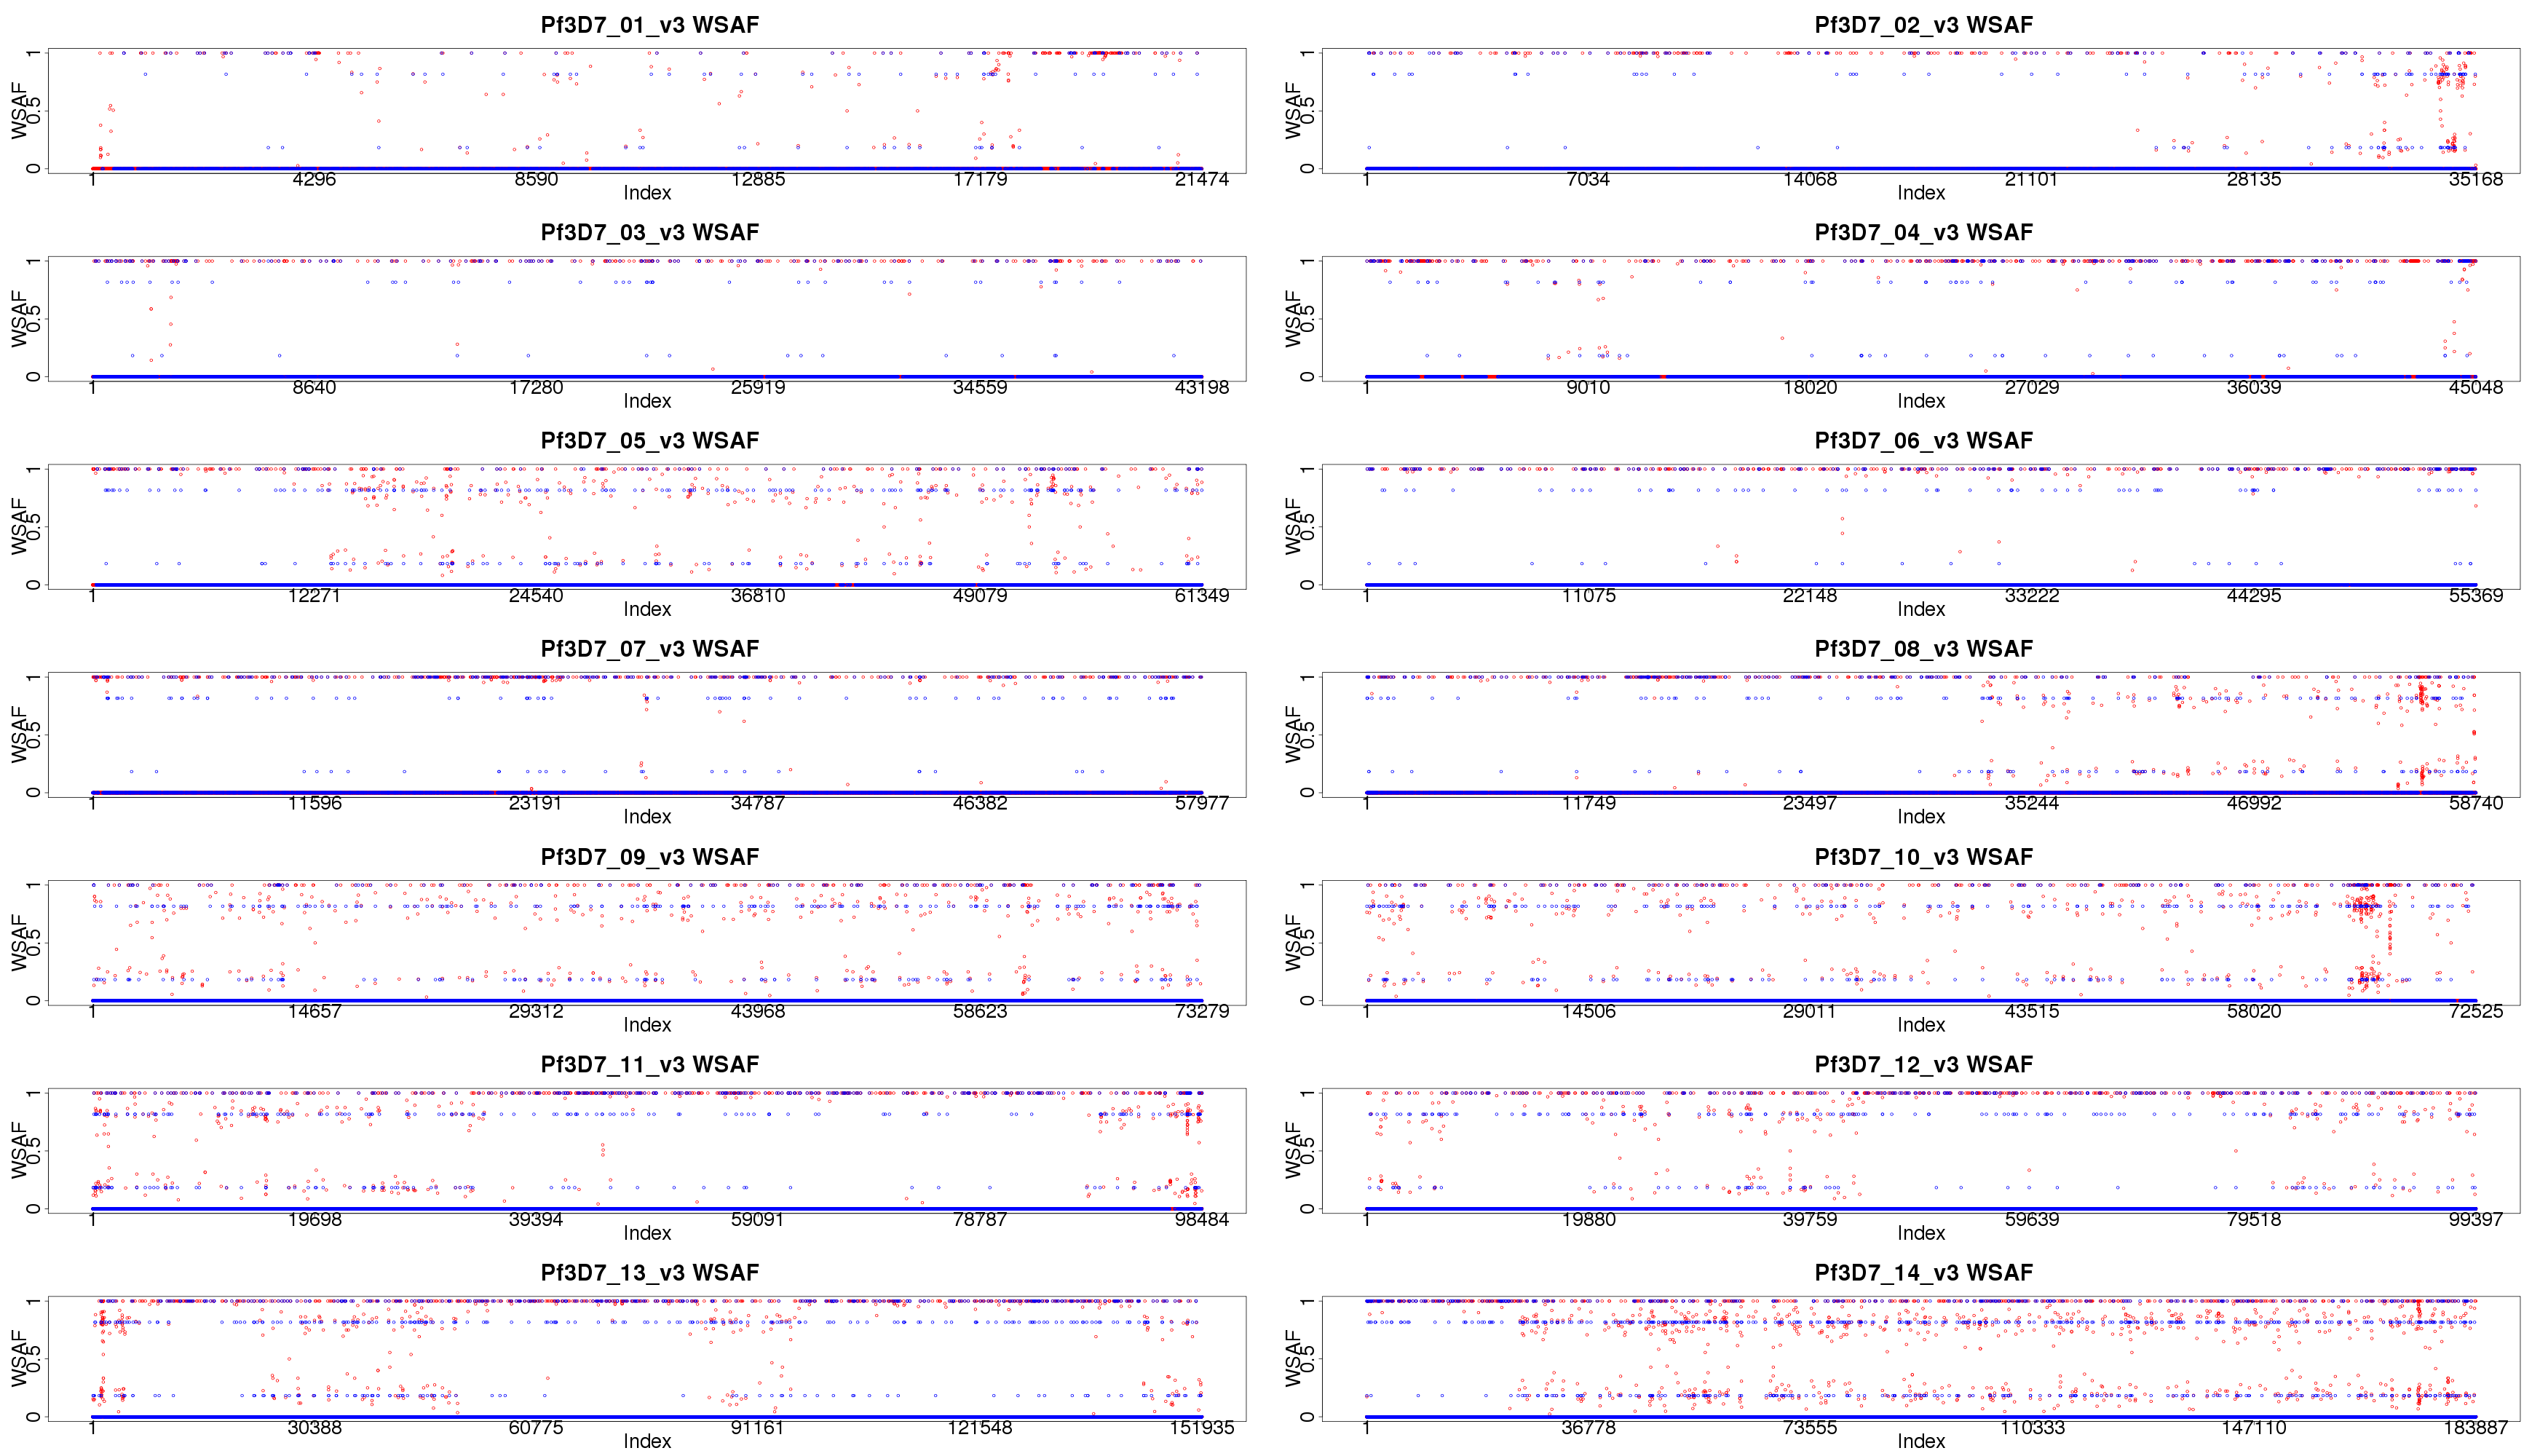 Pf3D7_01_v3 WSAF
WSAF
1
0.5
0
1 4296 8590 12885 17179 21474
Index
Pf3D7_02_v3 WSAF
WSAF
1
0.5
0
1 7034 14068 21101 28135 35168
Index
Pf3D7_03_v3 WSAF
WSAF
1
0.5
0
1 8640 17280 25919 34559 43198
Index
Pf3D7_04_v3 WSAF
WSAF
1
0.5
0
1 9010 18020 27029 36039 45048
Index
Pf3D7_05_v3 WSAF
WSAF
1
0.5
0
1 12271 24540 36810 49079 61349
Index
Pf3D7_06_v3 WSAF
WSAF
1
0.5
0
1 11075 22148 33222 44295 55369
Index
Pf3D7_07_v3 WSAF
WSAF
1
0.5
0
1 11596 23191 34787 46382 57977
Index
Pf3D7_08_v3 WSAF
WSAF
1
0.5
0
1 11749 23497 35244 46992 58740
Index
Pf3D7_09_v3 WSAF
WSAF
1
0.5
0
1 14657 29312 43968 58623 73279
Index
Pf3D7_10_v3 WSAF
WSAF
1
0.5
0
1 14506 29011 43515 58020 72525
Index
Pf3D7_11_v3 WSAF
WSAF
1
0.5
0
1 19698 39394 59091 78787 98484
Index
Pf3D7_12_v3 WSAF
WSAF
1
0.5
0
1 19880 39759 59639 79518 99397
Index
Pf3D7_13_v3 WSAF
WSAF
1
0.5
0
1 30388 60775 91161 121548 151935
Index
Pf3D7_14_v3 WSAF
WSAF
1
0.5
0
1 36778 73555 110333 147110 183887
Index